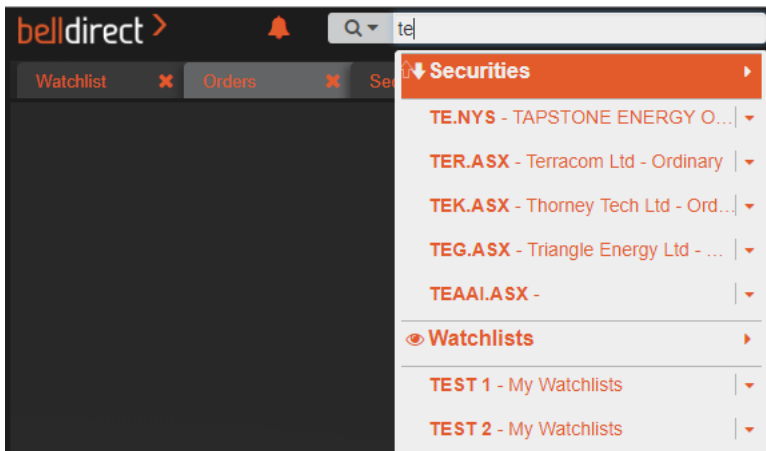 belldirect
te
Watchlist
Orders
Se
Securities
TE.NYS - TAPSTONE ENERGY O...
TER.ASX - Terracom Ltd - Ordinary
TEK.ASX - Thorney Tech Ltd - Ord...
TEG.ASX - Triangle Energy Ltd - ...
TEAAI.ASX -
Watchlists
TEST 1 - My Watchlists
TEST 2 - My Watchlists